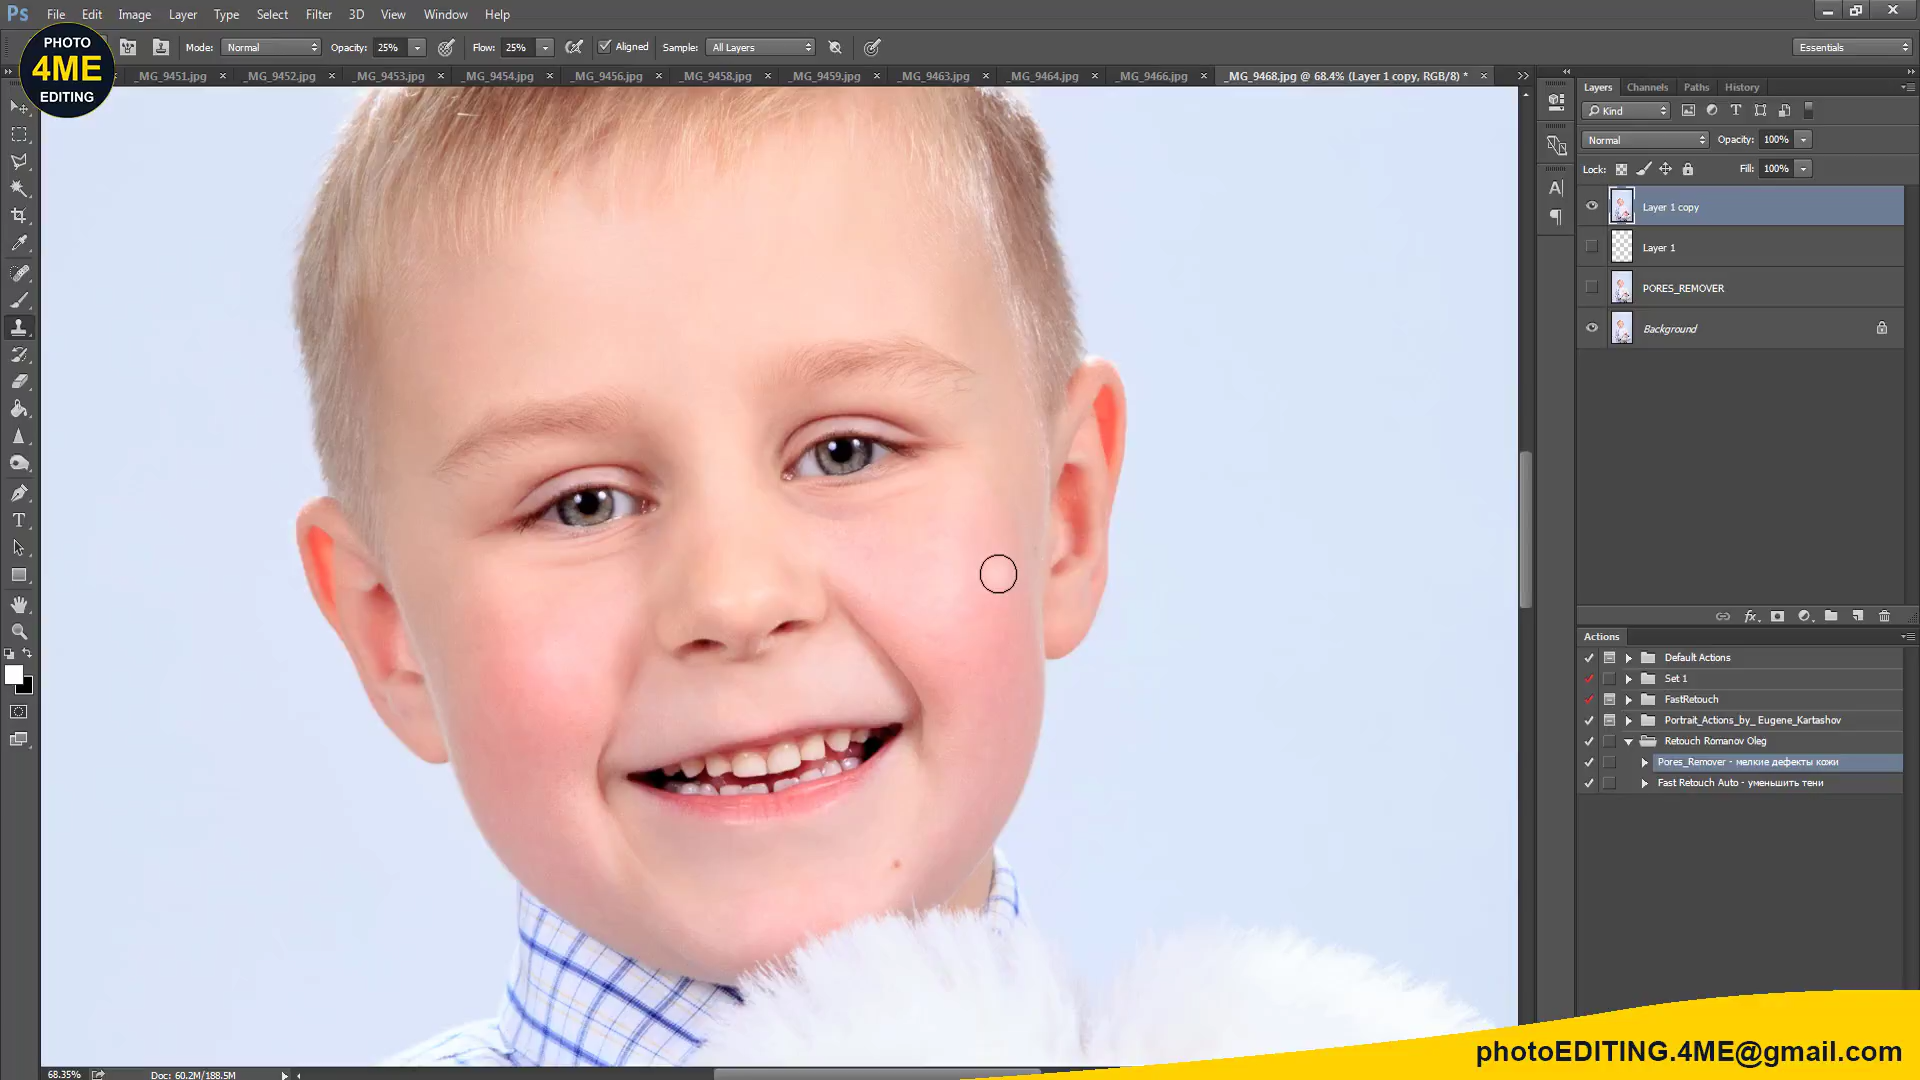 Ps File Edit Image Layer Type Select Filter 3D View Window Help
PHOTO
4ME
EDITING
Mode: Normal Opacity: 25% Flow: 25% Aligned Sample: All Layers Essentials
_MG_9451.jpg × _MG_9452.jpg × _MG_9453.jpg × _MG_9454.jpg × _MG_9456.jpg × _MG_9458.jpg × _MG_9459.jpg × _MG_9463.jpg × _MG_9464.jpg × _MG_9466.jpg × _MG_9468.jpg @ 68.4% (Layer 1 copy, RGB/8) * ×
Layers Channels Paths History
Kind
Normal Opacity: 100%
Lock: Fill: 100%
Layer 1 copy
Layer 1
PORES_REMOVER
Background
Actions
Default Actions
Set 1
FastRetouch
Portrait_Actions_by_ Eugene_Kartashov
Retouch Romanov Oleg
Pores_Remover - мелкие дефекты кожи
Fast Retouch Auto - уменьшить тени
photoEDITING.4ME@gmail.com
68.35% Doc: 60.2M/188.5M